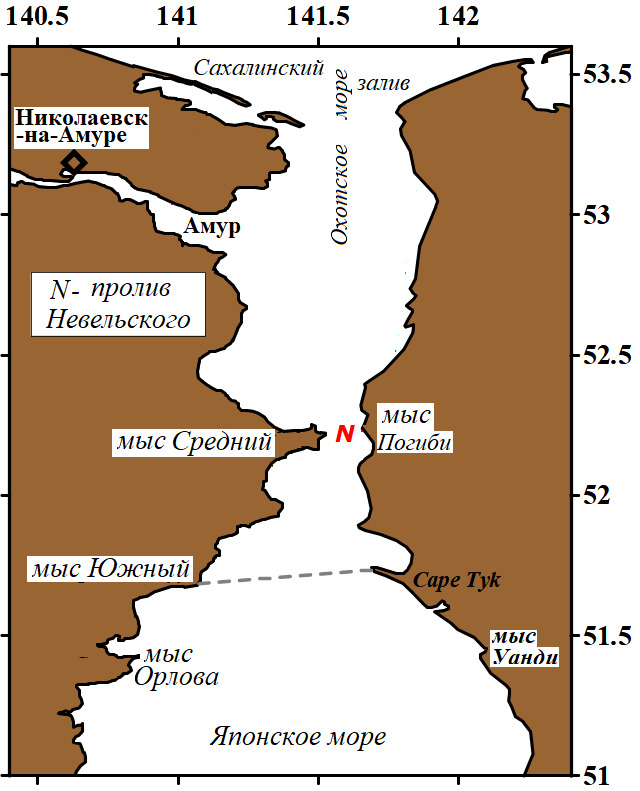 140.5 141 141.5 142
Сахалинский
залив
Охотское море
53.5
Николаевск
-на-Амуре
53
Амур
N- пролив
Невельского
52.5
мыс Средний
N
мыс
Погиби
52
мыс Южный
Саре Тук
51.5
мыс
Уанди
мыс
Орлова
Японское море
51